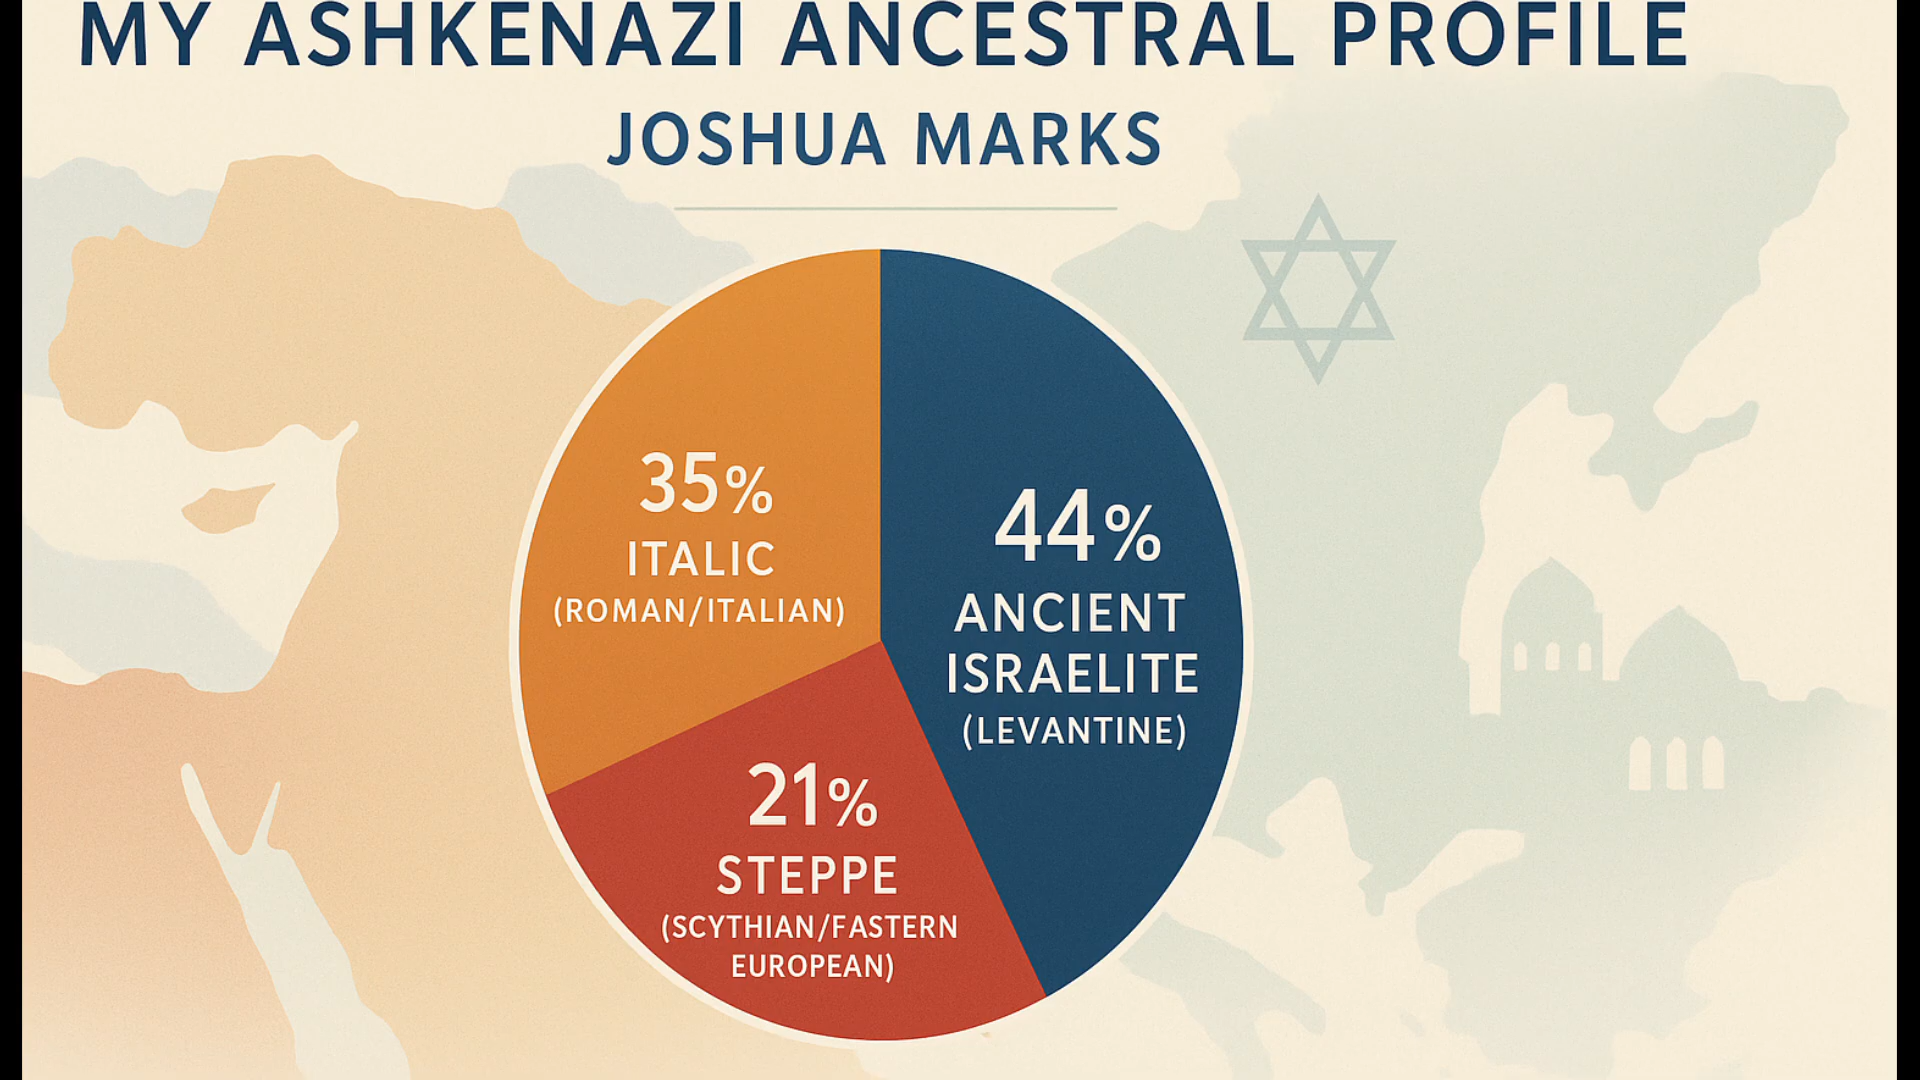 MY ASHKENAZI ANCESTRAL PROFILE
JOSHUA MARKS
35%
ITALIC
(ROMAN/ITALIAN)
44%
ANCIENT
ISRAELITE
(LEVANTINE)
21%
STEPPE
(SCYTHIAN/FASTERN
EUROPEAN)